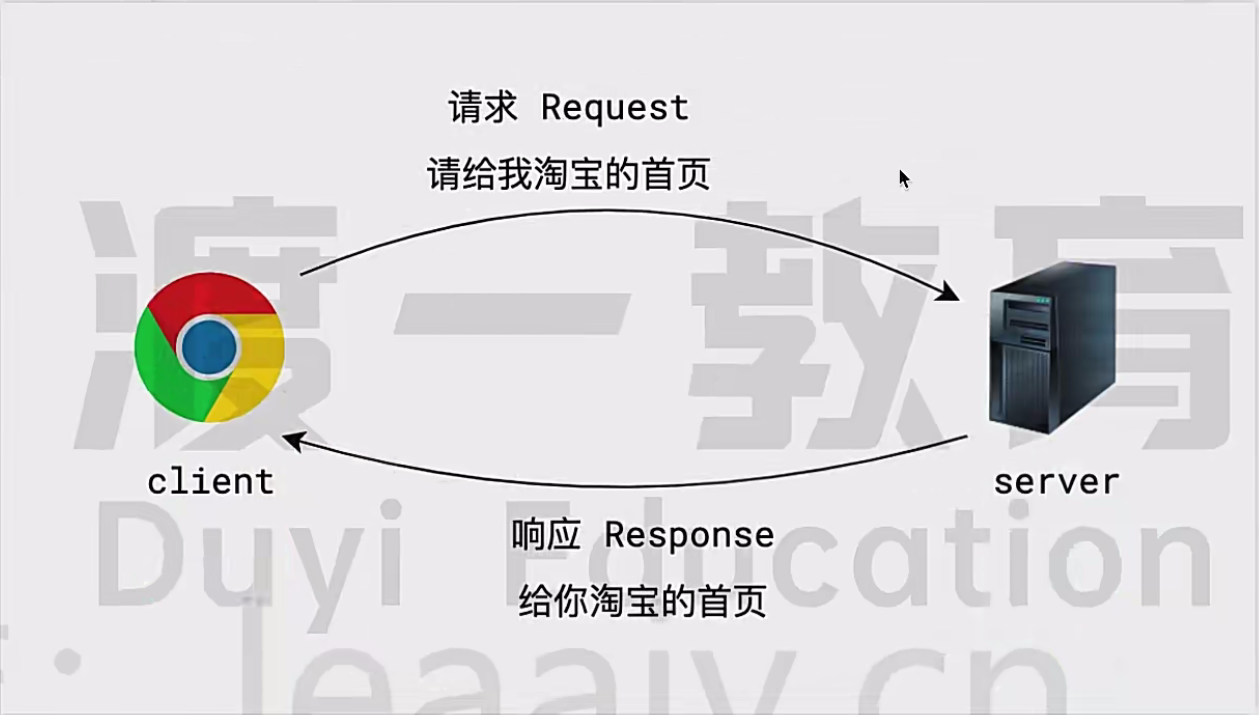 请求 Request
请给我淘宝的首页
渡一教育
client
server
Duyi Education
响应 Response
给你淘宝的首页